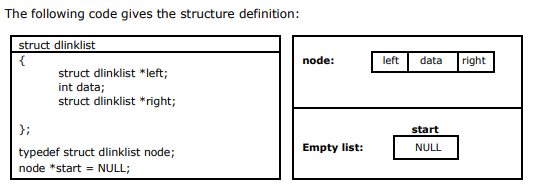 The following code gives the structure definition:
struct dlinklist
{
struct dlinklist *left;
int data;
struct dlinklist *right;
};
typedef struct dlinklist node;
node *start = NULL;
node:
left data right
start
Empty list:
NULL